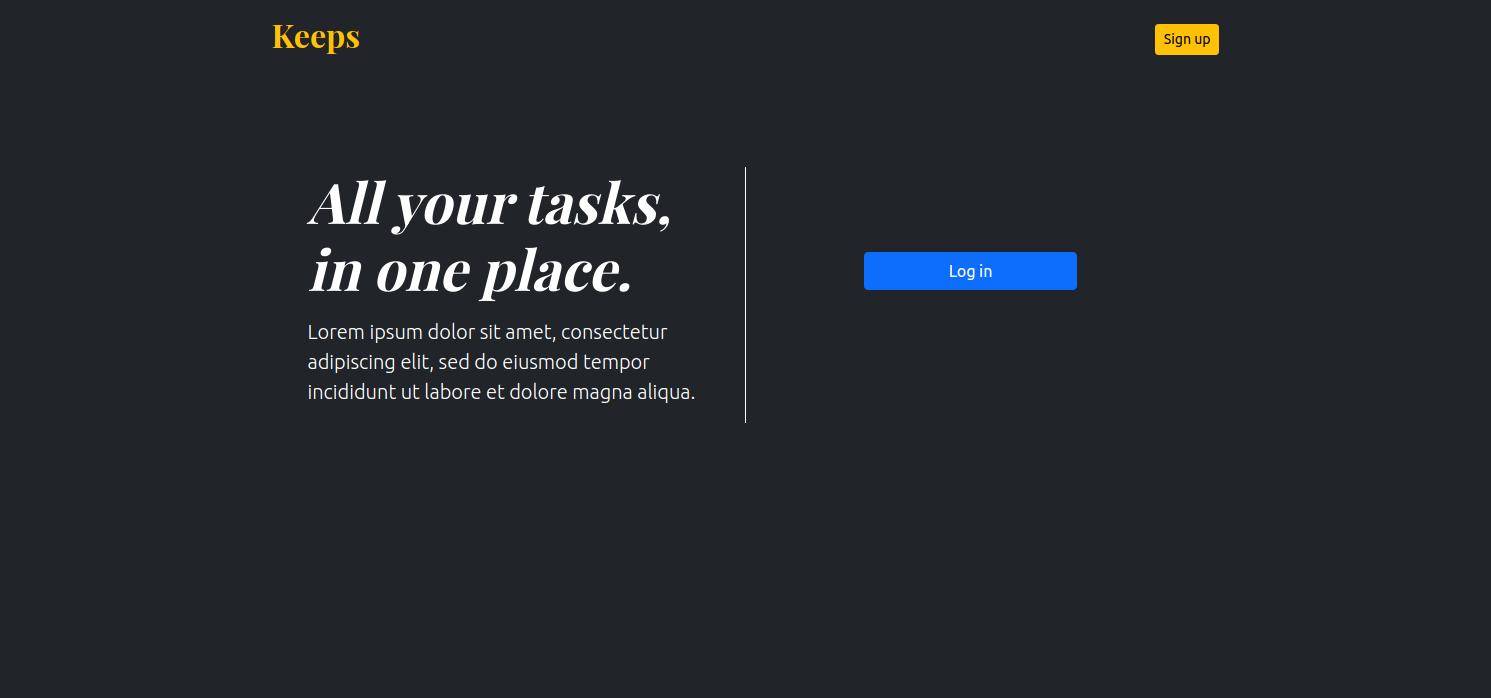 Keeps
Sign up
All your tasks,
in one place.
Lorem ipsum dolor sit amet, consectetur
adipiscing elit, sed do eiusmod tempor
incididunt ut labore et dolore magna aliqua.
Log in